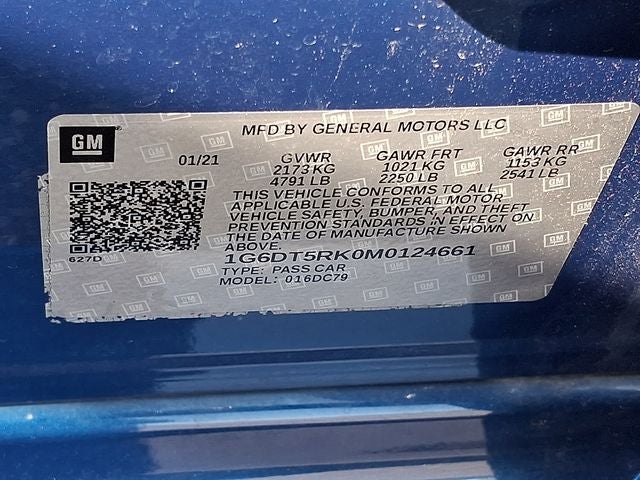 GM
MFD BY GENERAL MOTORS LLC
01/21 GVWR GAWR FRT GAWR RR
2173 KG 1021 KG 1153 KG
4791 LB 2250 LB 2541 LB
THIS VEHICLE CONFORMS TO ALL
APPLICABLE U.S. FEDERAL MOTOR
VEHICLE SAFETY, BUMPER, AND THEFT
PREVENTION STANDARDS IN EFFECT ON
THE DATE OF MANUFACTURE SHOWN
ABOVE.
627D
1G6DT5RK0M0124661
TYPE: PASS CAR
MODEL: 016DC79